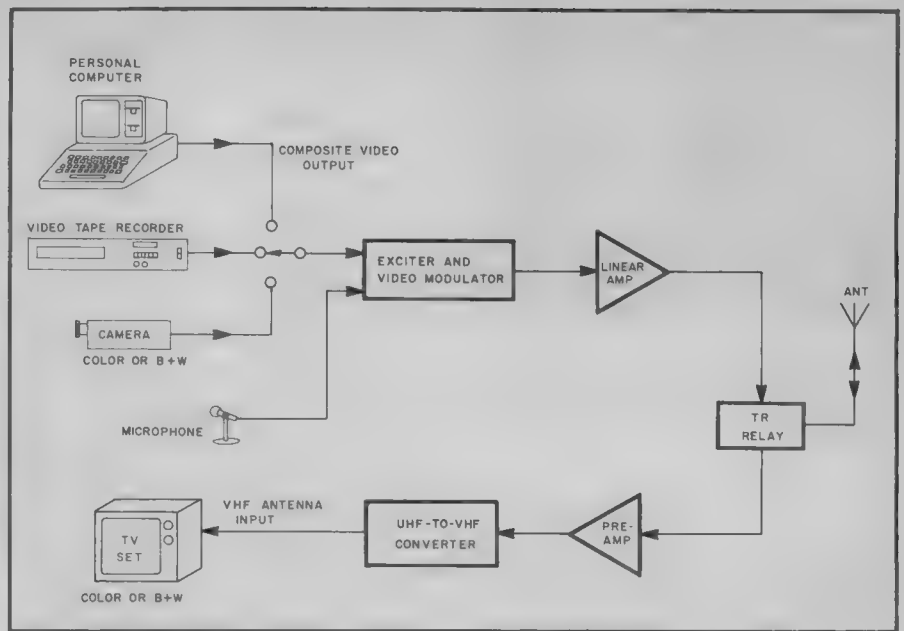 PERSONAL
COMPUTER
COMPOSITE VIDEO
OUTPUT
VIDEO TAPE RECORDER
EXCITER AND
VIDEO MODULATOR
LINEAR
AMP
ANT
CAMERA
COLOR OR B+W
TR
RELAY
MICROPHONE
VHF ANTENNA
INPUT
UHF-TO-VHF
CONVERTER
PRE-
AMP
TV
SET
COLOR OR B+W